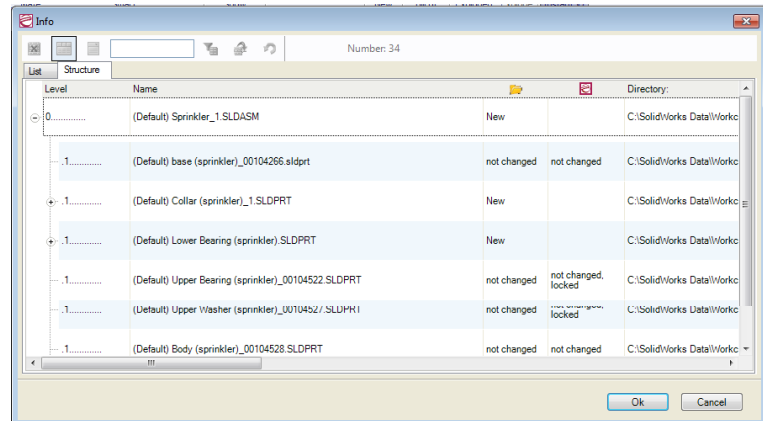 Info
Number: 34
List Structure
Level Name Directory:
0............. (Default) Sprinkler_1.SLDASM New C:\SolidWorks Data\Workc
.1............ (Default) base (sprinkler)_00104266.sldprt not changed not changed C:\SolidWorks Data\Workc
.1............ (Default) Collar (sprinkler)_1.SLDPRT New C:\SolidWorks Data\Workc
.1............ (Default) Lower Bearing (sprinkler).SLDPRT New C:\SolidWorks Data\Workc
.1............ (Default) Upper Bearing (sprinkler)_00104522.SLDPRT not changed not changed, C:\SolidWorks Data\Workc
locked
.1............ (Default) Upper Washer (sprinkler)_00104527.SLDPRT not changed not changed, C:\SolidWorks Data\Workc
locked
.1............ (Default) Body (sprinkler)_00104528.SLDPRT not changed not changed C:\SolidWorks Data\Workc
Ok Cancel